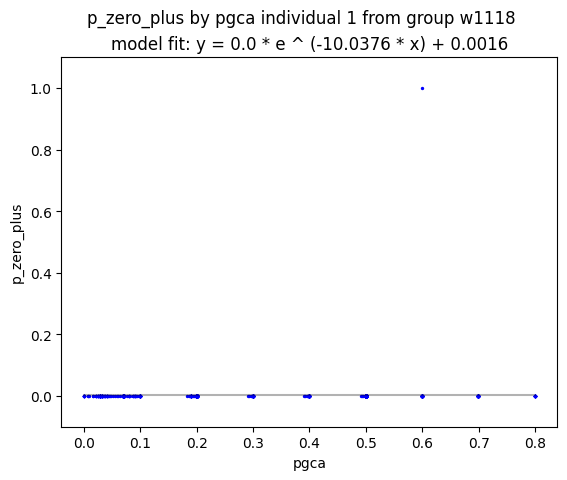 p_zero_plus by pgca individual 1 from group w1118
model fit: y = 0.0 * e ^ (-10.0376 * x) + 0.0016
1.0
0.8
0.6
0.4
0.2
0.0
p_zero_plus
0.0 0.1 0.2 0.3 0.4 0.5 0.6 0.7 0.8
pgca